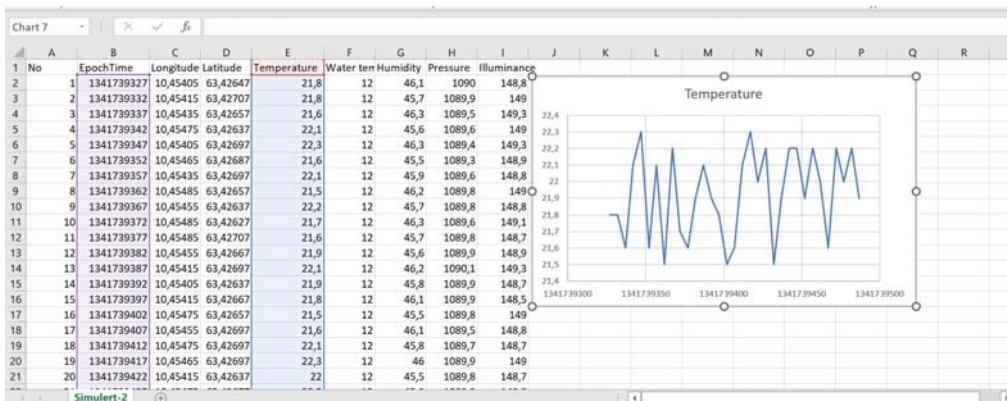 Chart 7 fx
A B C D E F G H I J K L M N O P Q R
1 No EpochTime Longitude Latitude Temperature Water ten Humidity Pressure Illuminance
2 1 1341739327 10,45405 63,42647 21,8 12 46,1 1090 148,8
3 2 1341739332 10,45415 63,42707 21,8 12 45,7 1089,9 149
4 3 1341739337 10,45435 63,42657 21,6 12 46,3 1089,5 149,3
5 4 1341739342 10,45475 63,42637 22,1 12 45,6 1089,6 149
6 5 1341739347 10,45405 63,42697 22,3 12 46,3 1089,4 149,3
7 6 1341739352 10,45465 63,42687 21,6 12 45,5 1089,3 148,9
8 7 1341739357 10,45435 63,42697 22,1 12 45,9 1089,6 148,8
9 8 1341739362 10,45485 63,42657 21,5 12 46,2 1089,8 149
10 9 1341739367 10,45455 63,42637 22,2 12 45,7 1089,8 148,8
11 10 1341739372 10,45485 63,42627 21,7 12 46,3 1089,6 149,1
12 11 1341739377 10,45485 63,42707 21,6 12 45,7 1089,8 148,7
13 12 1341739382 10,45455 63,42667 21,9 12 45,6 1089,9 148,9
14 13 1341739387 10,45415 63,42697 22,1 12 46,2 1090,1 149,3
15 14 1341739392 10,45405 63,42637 21,9 12 45,8 1089,9 148,7
16 15 1341739397 10,45415 63,42667 21,8 12 46,1 1089,9 148,5
17 16 1341739402 10,45475 63,42657 21,5 12 45,5 1089,8 149
18 17 1341739407 10,45455 63,42697 21,6 12 46,1 1089,5 148,8
19 18 1341739412 10,45475 63,42697 22,1 12 45,8 1089,7 148,7
20 19 1341739417 10,45465 63,42697 22,3 12 46 1089,9 149
21 20 1341739422 10,45415 63,42637 22 12 45,5 1089,8 148,7
Temperature
22,4
22,3
22,2
22,1
22
21,9
21,8
21,7
21,6
21,5
21,4
1341739300 1341739350 1341739400 1341739450 1341739500
Simulert-2